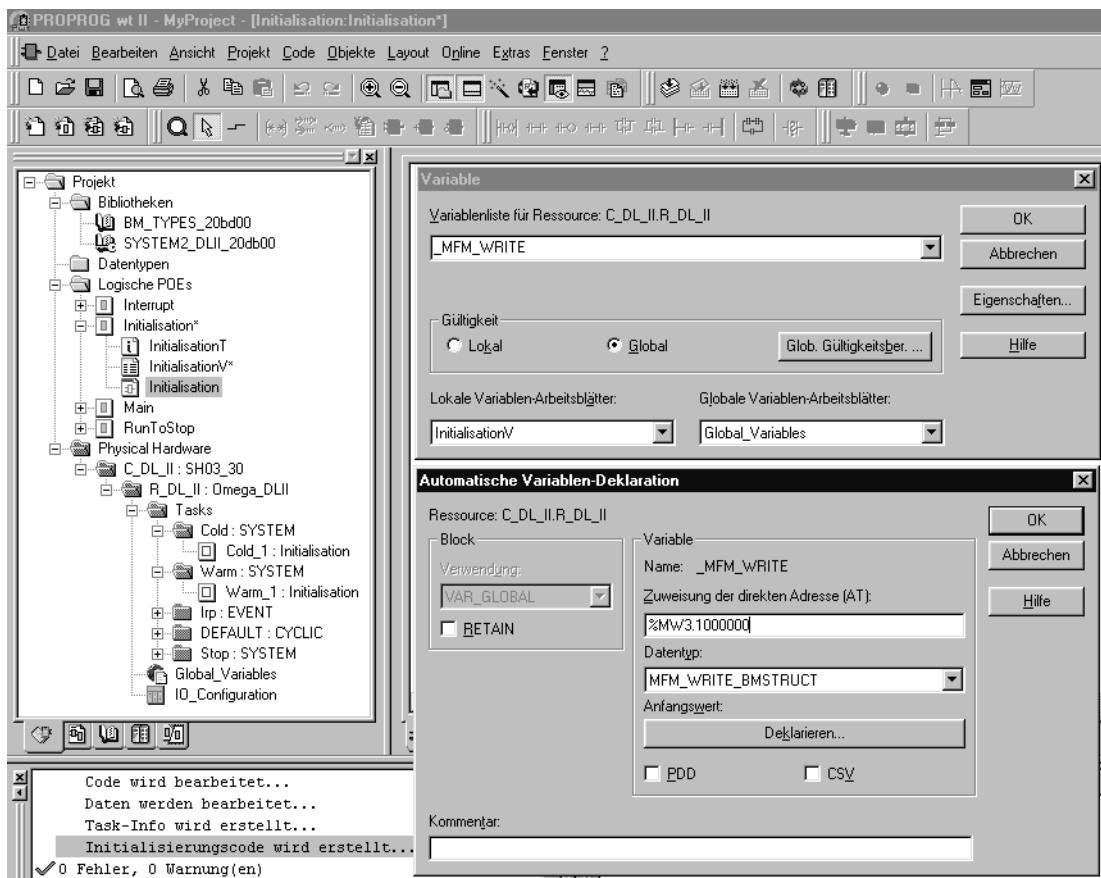 PROPROG wt II - MyProject - [Initialisation:Initialisation*]
Datei Bearbeiten Ansicht Projekt Code Objekte Layout Online Extras Fenster ?
Projekt
Bibliotheken
BM_TYPES_20bd00
SYSTEM2_DLII_20db00
Datentypen
Logische POEs
Interrupt
Initialisation*
InitialisationT
InitialisationV*
Initialisation
Main
RunToStop
Physical Hardware
C_DL_II : SH03_30
R_DL_II : Omega_DLII
Tasks
Cold : SYSTEM
Cold_1 : Initialisation
Warm : SYSTEM
Warm_1 : Initialisation
Irp : EVENT
DEFAULT : CYCLIC
Stop : SYSTEM
Global_Variables
IO_Configuration
Code wird bearbeitet...
Daten werden bearbeitet...
Task-Info wird erstellt...
Initialisierungscode wird erstellt...
0 Fehler, 0 Warnung(en)
Variable
Variablenliste für Ressource: C_DL_II.R_DL_II
_MFM_WRITE
OK
Abbrechen
Eigenschaften...
Hilfe
Gültigkeit
Lokal Global Glob. Gültigkeitsber. ...
Lokale Variablen-Arbeitsblätter: Globale Variablen-Arbeitsblätter:
InitialisationV Global_Variables
Automatische Variablen-Deklaration
Ressource: C_DL_II.R_DL_II
Block
Verwendung:
VAR_GLOBAL
RETAIN
Variable
Name: _MFM_WRITE
Zuweisung der direkten Adresse (AT):
%MW3.1000000
Datentyp:
MFM_WRITE_BMSTRUCT
Anfangswert:
Deklarieren...
PDD CSV
OK
Abbrechen
Hilfe
Kommentar: